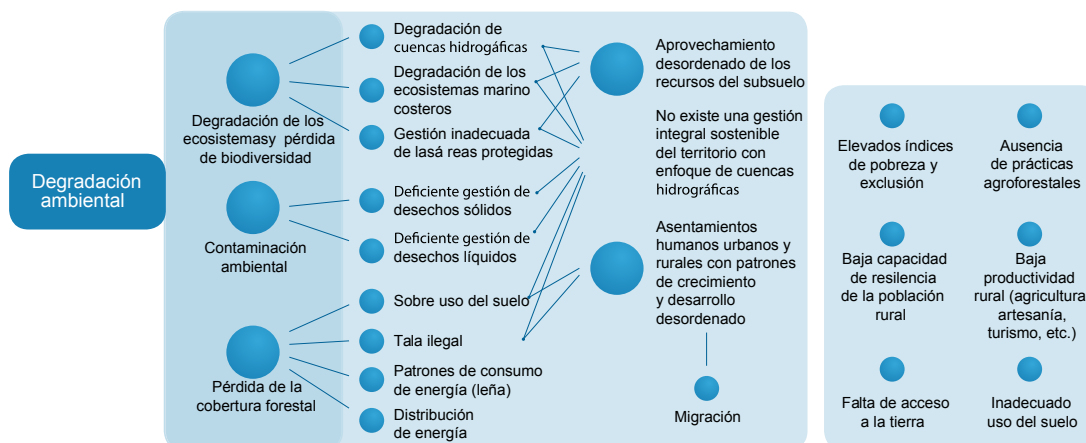 Degradación
ambiental
Degradación de los
ecosistemasy pérdida
de biodiversidad
Contaminación
ambiental
Pérdida de la
cobertura forestal
Degradación de
cuencas hidrogáficas
Degradación de los
ecosistemas marino
costeros
Gestión inadecuada
de lasá reas protegidas
Deficiente gestión de
desechos sólidos
Deficiente gestión de
desechos líquidos
Sobre uso del suelo
Tala ilegal
Patrones de consumo
de energía (leña)
Distribución
de energía
Aprovechamiento
desordenado de los
recursos del subsuelo
No existe una gestión
integral sostenible
del territorio con
enfoque de cuencas
hidrográficas
Asentamientos
humanos urbanos y
rurales con patrones
de crecimiento
y desarrollo
desordenado
Migración
Elevados índices
de pobreza y
exclusión
Ausencia
de prácticas
agroforestales
Baja capacidad
de resilencia
de la población
rural
Baja
productividad
rural (agricultura,
artesanía,
turismo, etc.)
Falta de acceso
a la tierra
Inadecuado
uso del suelo